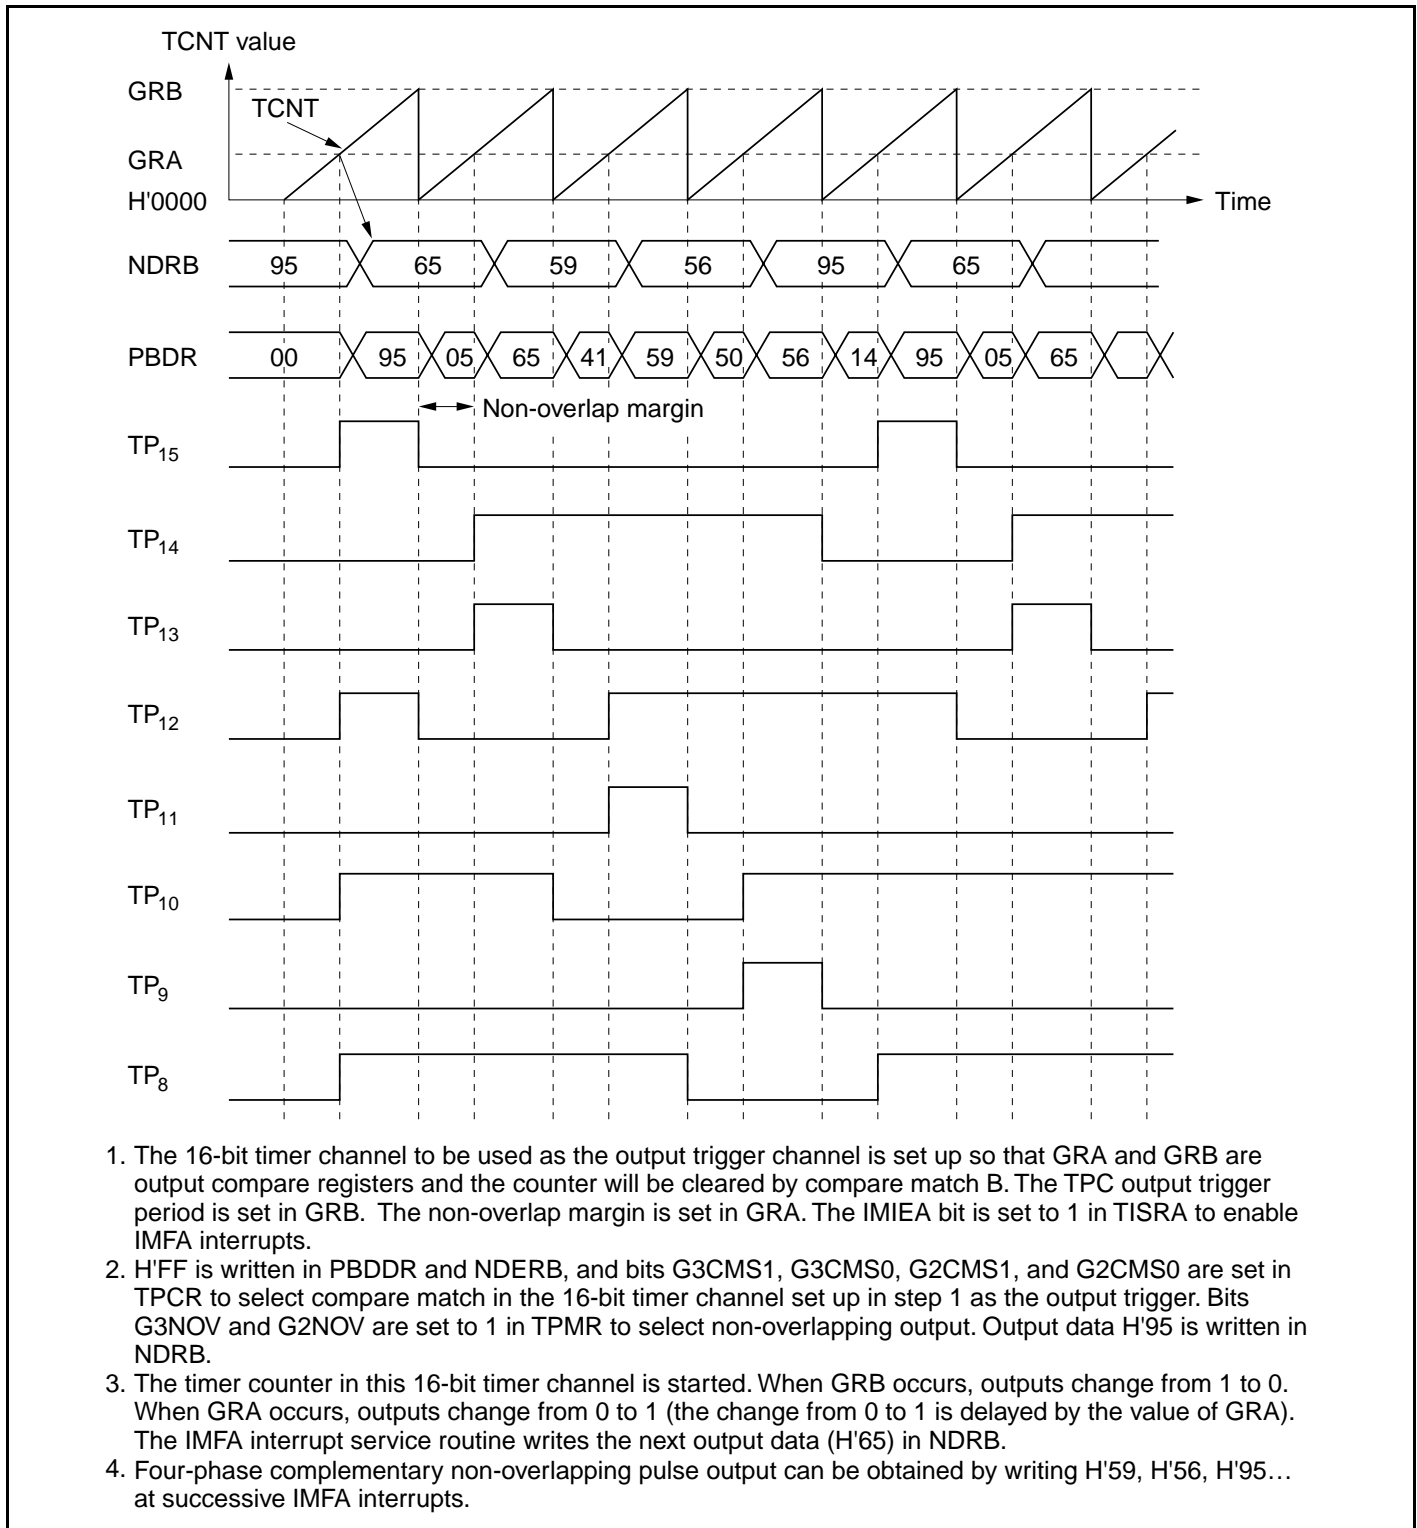 TCNT value
GRB
TCNT
GRA
H'0000
Time
NDRB 95 65 59 56 95 65
PBDR 00 95 05 65 41 59 50 56 14 95 05 65
Non-overlap margin
TP15
TP14
TP13
TP12
TP11
TP10
TP9
TP8
1. The 16-bit timer channel to be used as the output trigger channel is set up so that GRA and GRB are
output compare registers and the counter will be cleared by compare match B. The TPC output trigger
period is set in GRB. The non-overlap margin is set in GRA. The IMIEA bit is set to 1 in TISRA to enable
IMFA interrupts.
2. H'FF is written in PBDDR and NDERB, and bits G3CMS1, G3CMS0, G2CMS1, and G2CMS0 are set in
TPCR to select compare match in the 16-bit timer channel set up in step 1 as the output trigger. Bits
G3NOV and G2NOV are set to 1 in TPMR to select non-overlapping output. Output data H'95 is written in
NDRB.
3. The timer counter in this 16-bit timer channel is started. When GRB occurs, outputs change from 1 to 0.
When GRA occurs, outputs change from 0 to 1 (the change from 0 to 1 is delayed by the value of GRA).
The IMFA interrupt service routine writes the next output data (H'65) in NDRB.
4. Four-phase complementary non-overlapping pulse output can be obtained by writing H'59, H'56, H'95…
at successive IMFA interrupts.